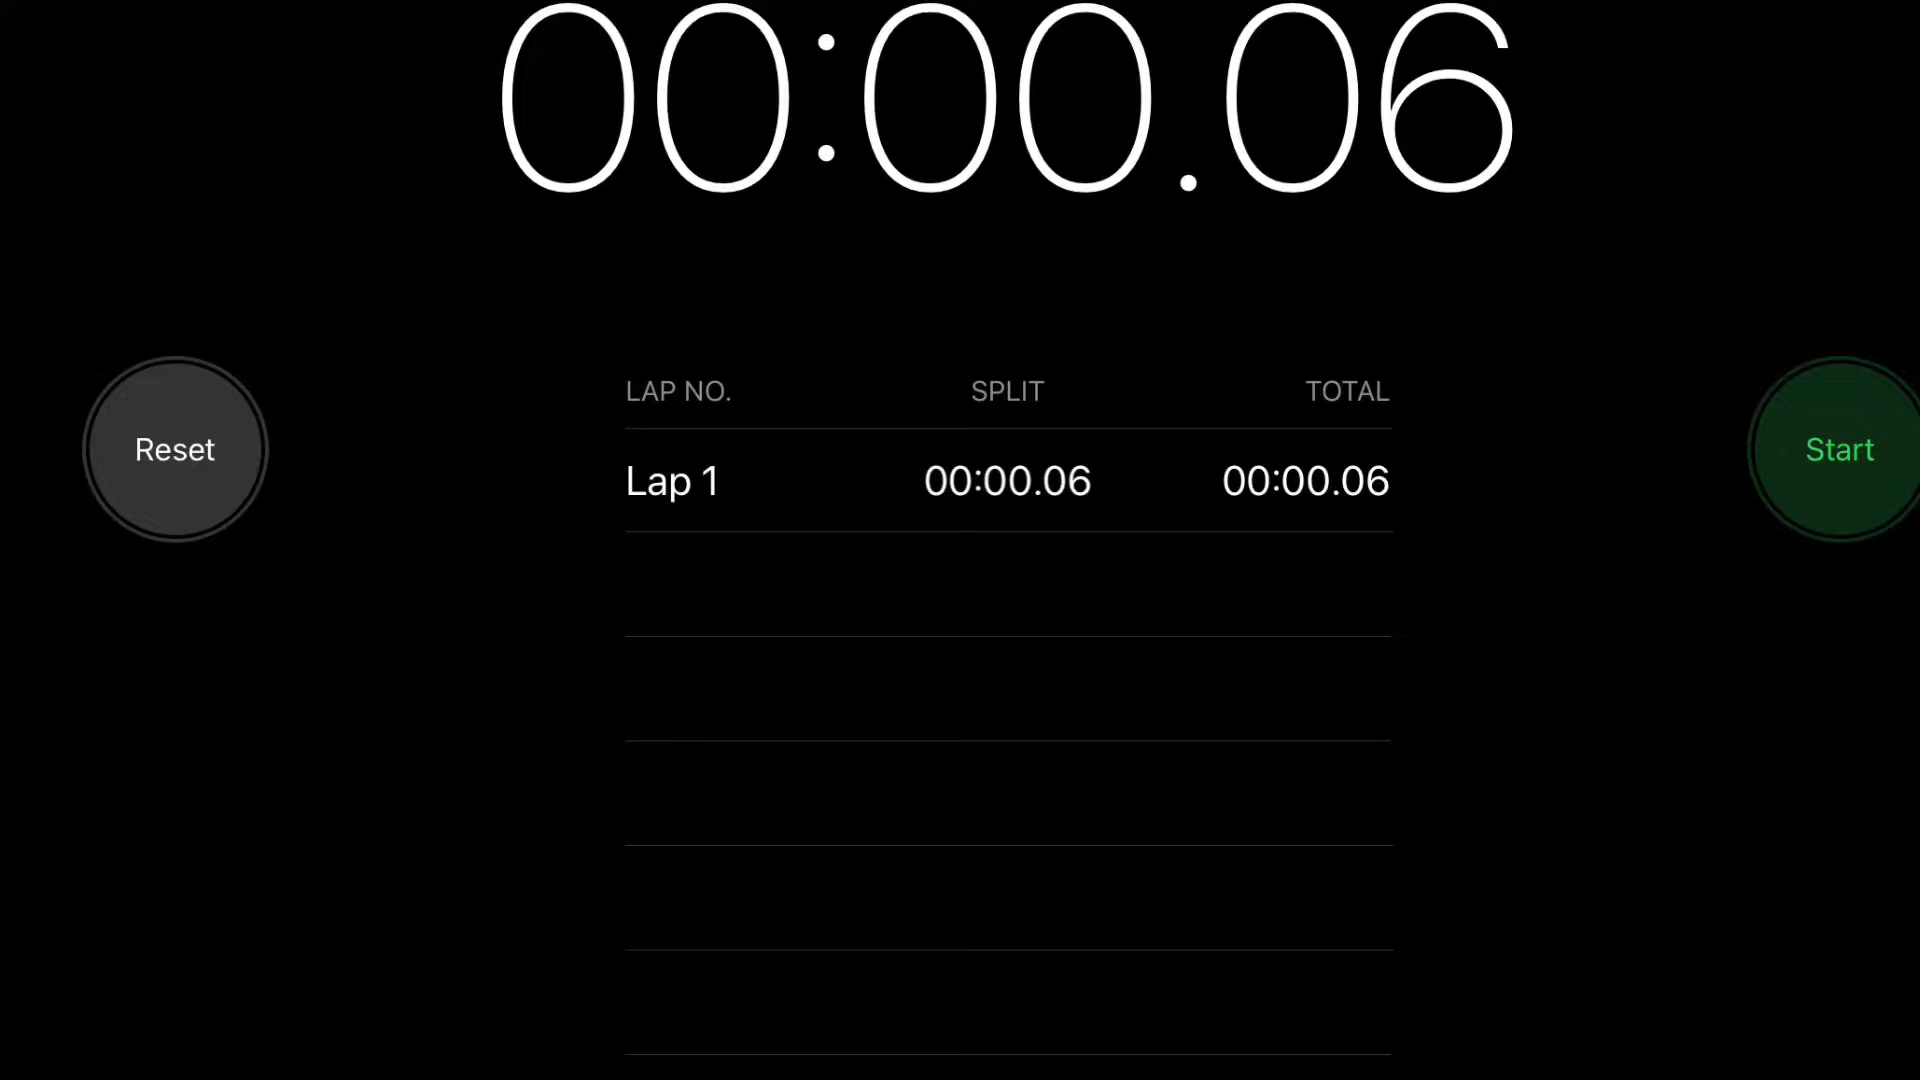 00:00.06
LAP NO. SPLIT TOTAL
Reset
Lap 1 00:00.06 00:00.06
Start